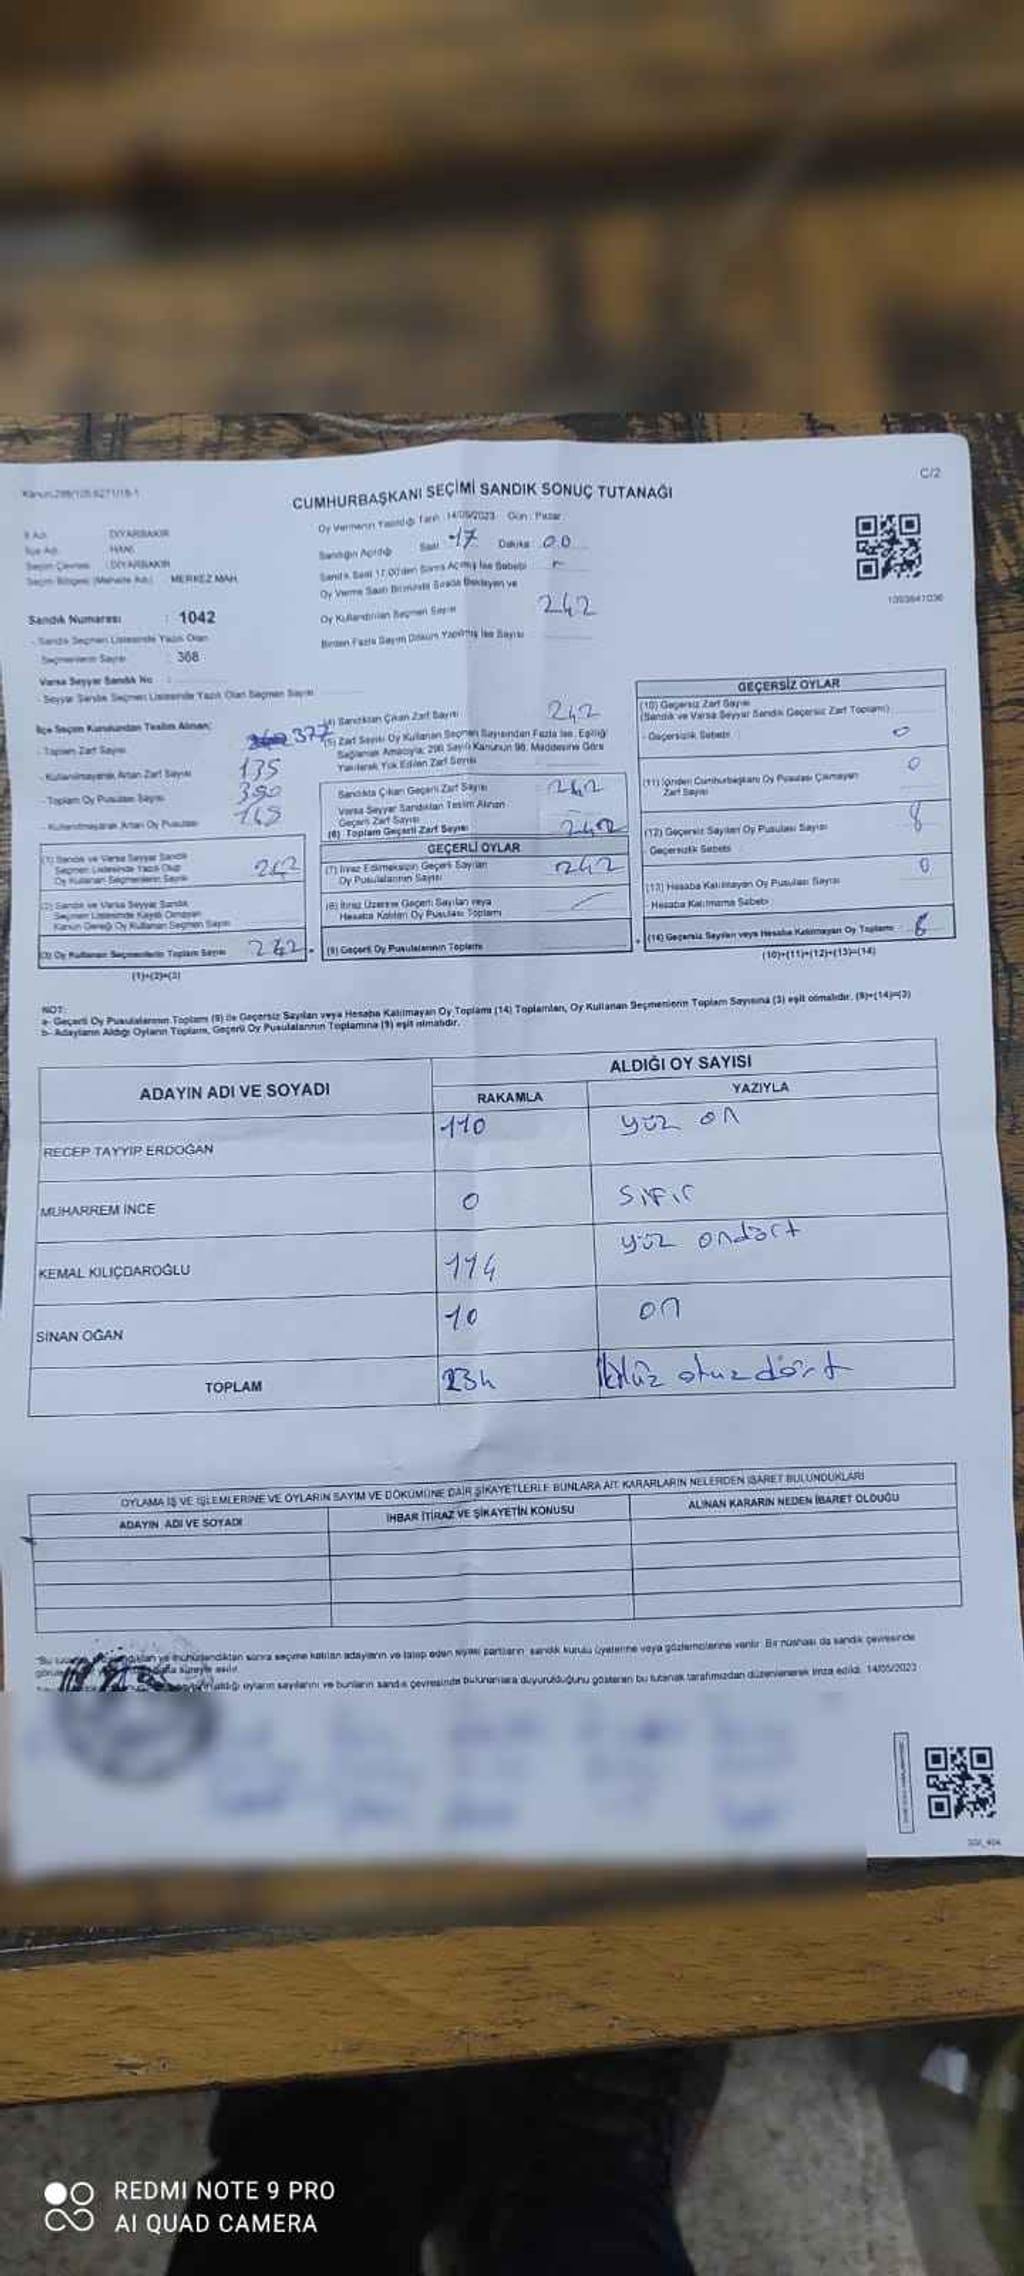 Kanun:298/105,6271/18-1
C/2
CUMHURBAŞKANI SEÇİMİ SANDIK SONUÇ TUTANAĞI
İl Adı : DİYARBAKIR
İlçe Adı : HANİ
Seçim Çevresi : DİYARBAKIR
Seçim Bölgesi (Mahalle Adı) : MERKEZ MAH.
Oy Vermenin Yapıldığı Tarih : 14/05/2023 Gün : Pazar
Sandığın Açıldığı Saat 17 Dakika 00
Sandık Saat 17.00'den Sonra Açılmış İse Sebebi
Oy Verme Saati Bitiminde Sırada Bekleyen ve
Oy Kullandırılan Seçmen Sayısı 242
Birden Fazla Sayım Döküm Yapılmış İse Sayısı
1093647036
Sandık Numarası : 1042
- Sandık Seçmen Listesinde Yazılı Olan
Seçmenlerin Sayısı : 368
Varsa Seyyar Sandık No :
- Seyyar Sandık Seçmen Listesinde Yazılı Olan Seçmen Sayısı
İlçe Seçim Kurulundan Teslim Alınan;
- Toplam Zarf Sayısı 377
- Kullanılmayarak Artan Zarf Sayısı 135
- Toplam Oy Pusulası Sayısı 390
- Kullanılmayarak Artan Oy Pusulası 148
(1) Sandık ve Varsa Seyyar Sandık
Seçmen Listesinde Yazılı Olup
Oy Kullanan Seçmenlerin Sayısı 242
(2) Sandık ve Varsa Seyyar Sandık
Seçmen Listesinde Kayıtlı Olmayan
Kanun Gereği Oy Kullanan Seçmen Sayısı
(3) Oy Kullanan Seçmenlerin Toplam Sayısı 242
(1)+(2)=(3)
(4) Sandıktan Çıkan Zarf Sayısı 242
(5) Zarf Sayısı Oy Kullanan Seçmen Sayısından Fazla İse, Eşitliği
Sağlamak Amacıyla, 298 Sayılı Kanunun 98. Maddesine Göre
Yakılarak Yok Edilen Zarf Sayısı
Sandıkta Çıkan Geçerli Zarf Sayısı 242
Varsa Seyyar Sandıktan Teslim Alınan
Geçerli Zarf Sayısı
(6) Toplam Geçerli Zarf Sayısı 242
GEÇERLİ OYLAR
(7) İtiraz Edilmeksizin Geçerli Sayılan
Oy Pusulalarının Sayısı 242
(8) İtiraz Üzerine Geçerli Sayılan veya
Hesaba Katılan Oy Pusulası Toplamı
(9) Geçerli Oy Pusulalarının Toplamı
GEÇERSİZ OYLAR
(10) Geçersiz Zarf Sayısı
(Sandık ve Varsa Seyyar Sandık Geçersiz Zarf Toplamı)
- Geçersizlik Sebebi : 0
(11) İçinden Cumhurbaşkanı Oy Pusulası Çıkmayan
Zarf Sayısı 0
(12) Geçersiz Sayılan Oy Pusulası Sayısı 8
Geçersizlik Sebebi :
(13) Hesaba Katılmayan Oy Pusulası Sayısı 0
- Hesaba Katılmama Sebebi
(14) Geçersiz Sayılan veya Hesaba Katılmayan Oy Toplamı 8
(10)+(11)+(12)+(13)=(14)
NOT:
a- Geçerli Oy Pusulalarının Toplamı (9) ile Geçersiz Sayılan veya Hesaba Katılmayan Oy Toplamı (14) Toplamları, Oy Kullanan Seçmenlerin Toplam Sayısına (3) eşit olmalıdır. (9)+(14)=(3)
b- Adayların Aldığı Oyların Toplamı, Geçerli Oy Pusulalarının Toplamına (9) eşit olmalıdır.
ADAYIN ADI VE SOYADI
ALDIĞI OY SAYISI
RAKAMLA YAZIYLA
RECEP TAYYİP ERDOĞAN 110 yüz on
MUHARREM İNCE 0 sıfır
KEMAL KILIÇDAROĞLU 114 yüz ondört
SİNAN OĞAN 10 on
TOPLAM 234 ikiyüz otuzdört
OYLAMA İŞ VE İŞLEMLERİNE VE OYLARIN SAYIM VE DÖKÜMÜNE DAİR ŞİKAYETLERLE BUNLARA AİT KARARLARIN NELERDEN İBARET BULUNDUKLARI
ADAYIN ADI VE SOYADI İHBAR İTİRAZ VE ŞİKAYETİN KONUSU ALINAN KARARIN NEDEN İBARET OLDUĞU
mühürlendikten sonra seçime katılan adayların ve talep eden siyasi partilerin sandık kurulu üyelerine veya gözlemcilerine verilir. Bir nüshası da sandık çevresinde
süreyle asılır.
aldığı oyların sayılarını ve bunların sandık çevresinde bulunanlara duyurulduğunu gösteren bu tutanak tarafımızdan düzenlenerek imza edildi. 14/05/2023
REDMI NOTE 9 PRO
AI QUAD CAMERA